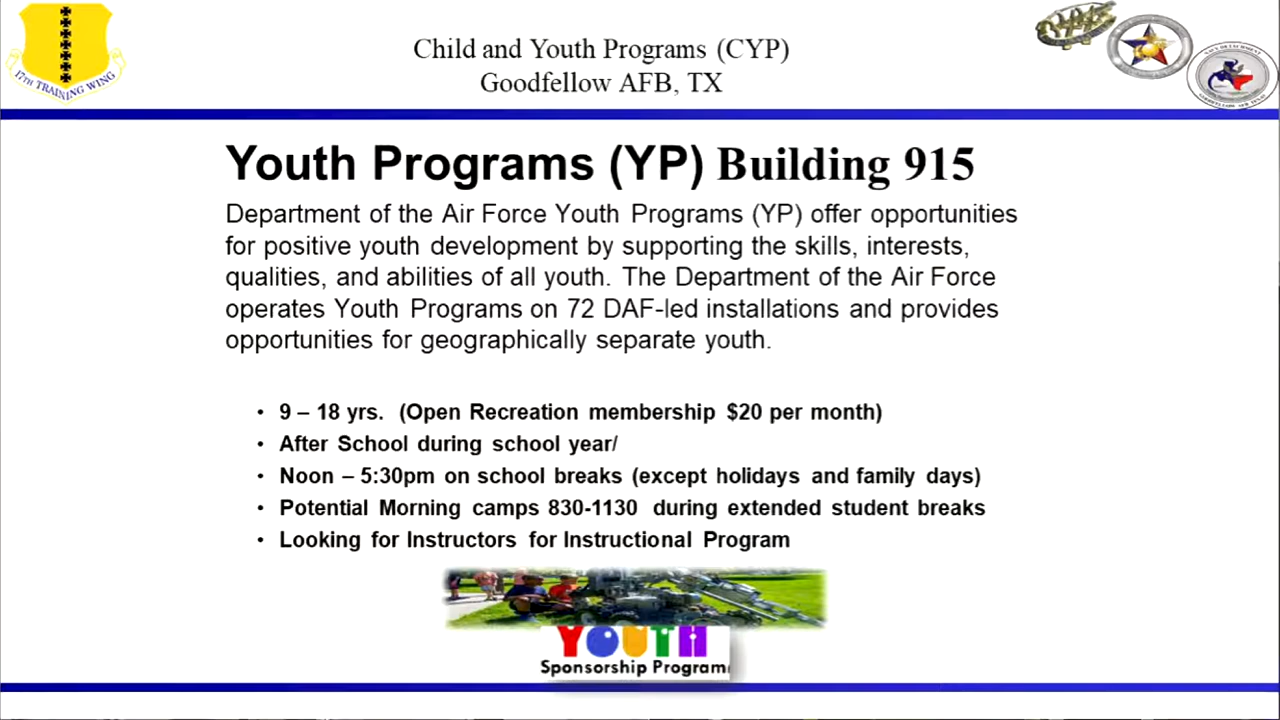 17TH TRAINING WING
Child and Youth Programs (CYP)
Goodfellow AFB, TX
Youth Programs (YP) Building 915
Department of the Air Force Youth Programs (YP) offer opportunities
for positive youth development by supporting the skills, interests,
qualities, and abilities of all youth. The Department of the Air Force
operates Youth Programs on 72 DAF-led installations and provides
opportunities for geographically separate youth.
• 9 – 18 yrs. (Open Recreation membership $20 per month)
• After School during school year/
• Noon – 5:30pm on school breaks (except holidays and family days)
• Potential Morning camps 830-1130 during extended student breaks
• Looking for Instructors for Instructional Program
YOUTH
Sponsorship Program